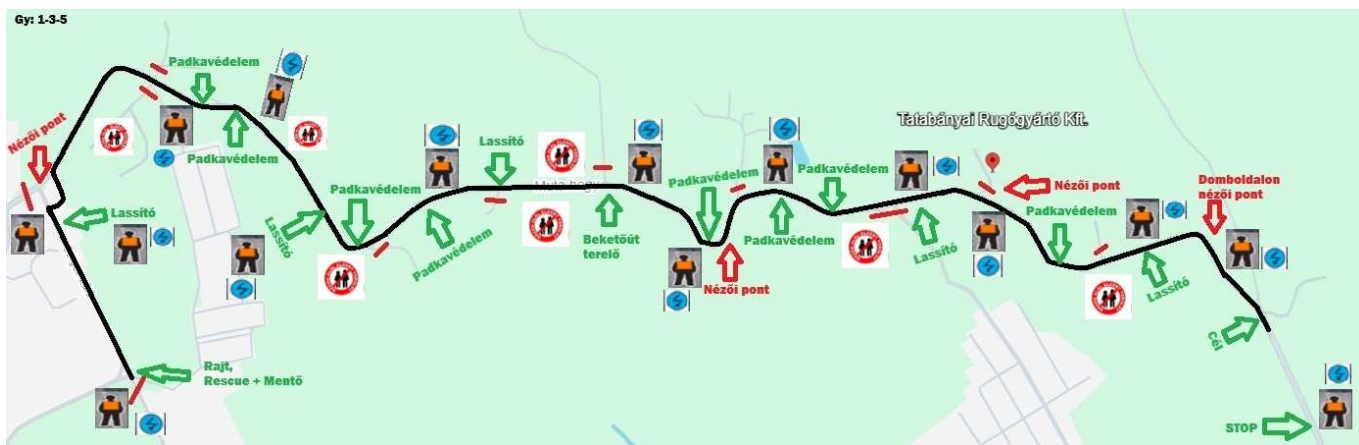 Gy: 1-3-5
Nézői pont
Padkavédelem
Padkavédelem
Lassító
Rajt,
Rescue + Mentő
Lassító
Padkavédelem
Padkavédelem
Lassító
Beketőút
terelő
Padkavédelem
Nézői pont
Padkavédelem
Padkavédelem
Tatabányai Rugógyártó Kft.
Lassító
Nézői pont
Padkavédelem
Lassító
Domboldalon
nézői pont
Cél
STOP